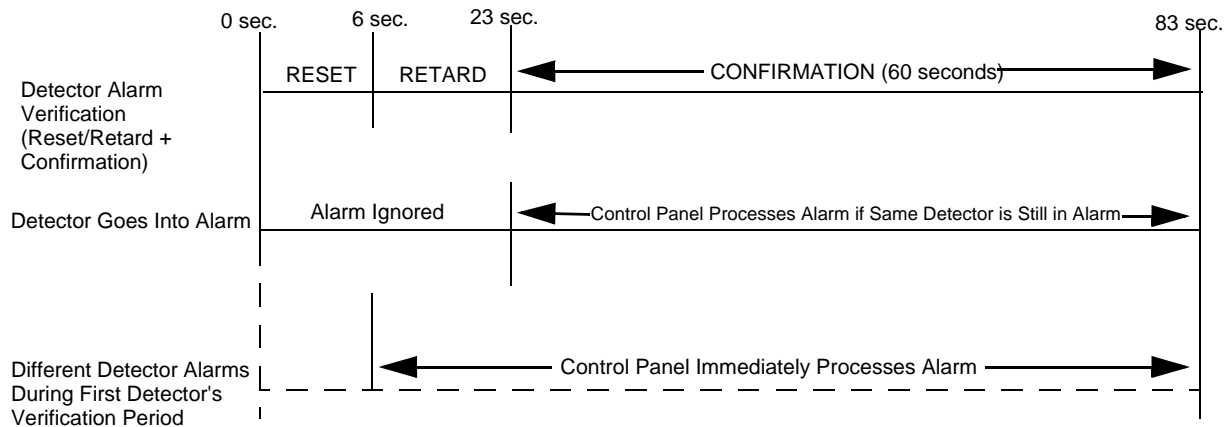 0 sec.
6 sec.
23 sec.
83 sec.
RESET
RETARD
CONFIRMATION (60 seconds)
Detector Alarm
Verification
(Reset/Retard +
Confirmation)
Detector Goes Into Alarm
Alarm Ignored
Control Panel Processes Alarm if Same Detector is Still in Alarm
Different Detector Alarms
During First Detector's
Verification Period
Control Panel Immediately Processes Alarm